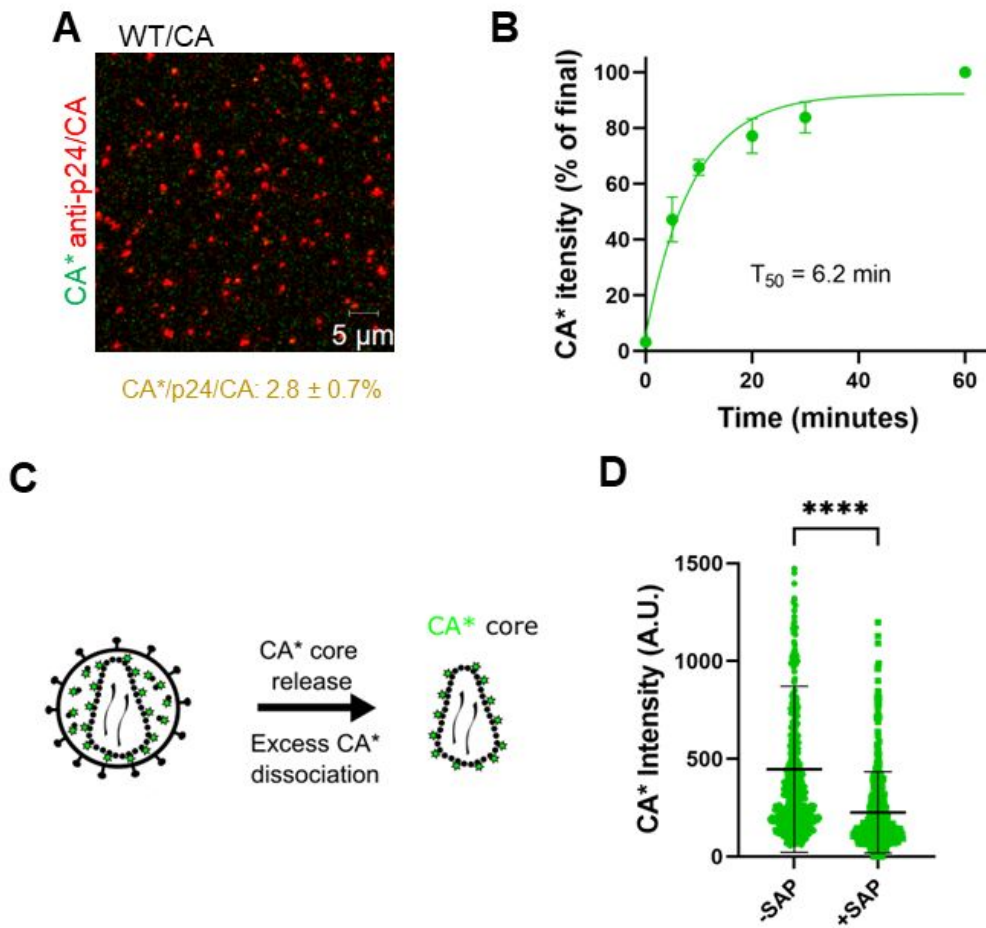 A
WT/CA
CA* anti-p24/CA
5 µm
CA*/p24/CA: 2.8 ± 0.7%
B
CA* itensity (% of final)
100
80
60
40
20
0
T50 = 6.2 min
0
20
40
60
Time (minutes)
C
CA* core
release
Excess CA*
dissociation
CA* core
D
****
CA* Intensity (A.U.)
1500
1000
500
0
-SAP
+SAP